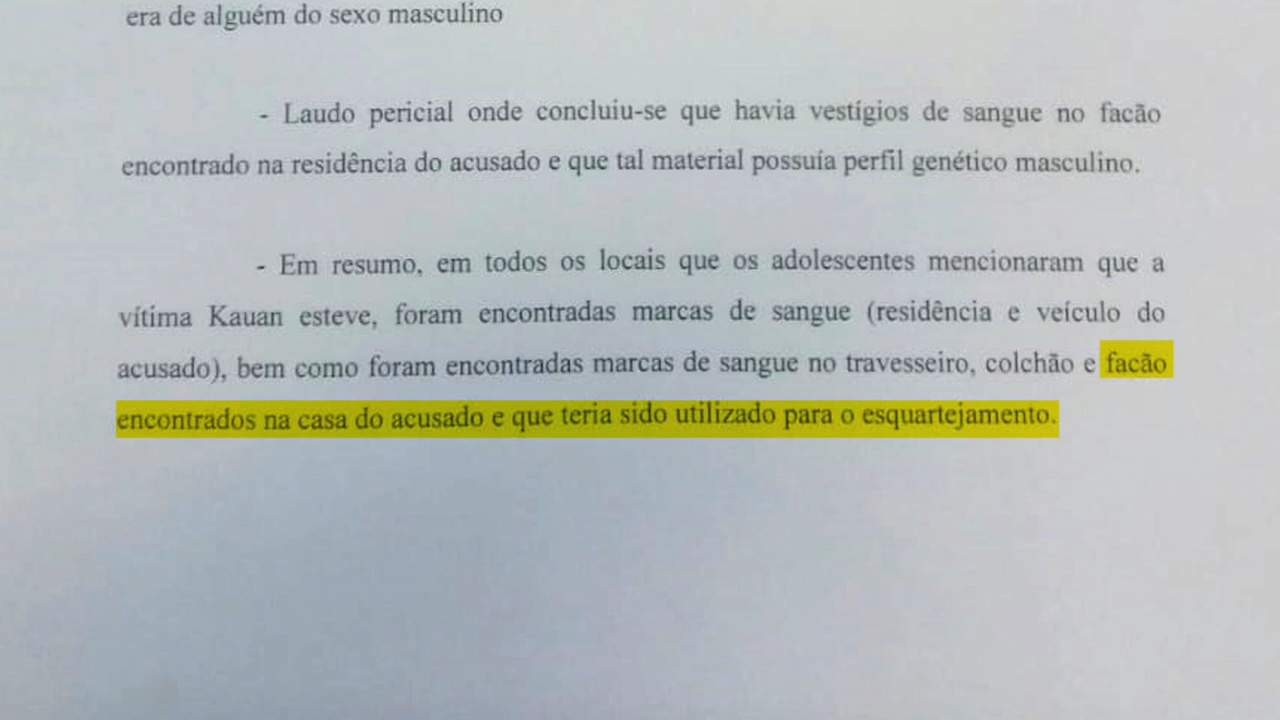 era de alguém do sexo masculino
- Laudo pericial onde concluiu-se que havia vestígios de sangue no facão
encontrado na residência do acusado e que tal material possuía perfil genético masculino.
- Em resumo, em todos os locais que os adolescentes mencionaram que a
vítima Kauan esteve, foram encontradas marcas de sangue (residência e veículo do
acusado), bem como foram encontradas marcas de sangue no travesseiro, colchão e facão
encontrados na casa do acusado e que teria sido utilizado para o esquartejamento.